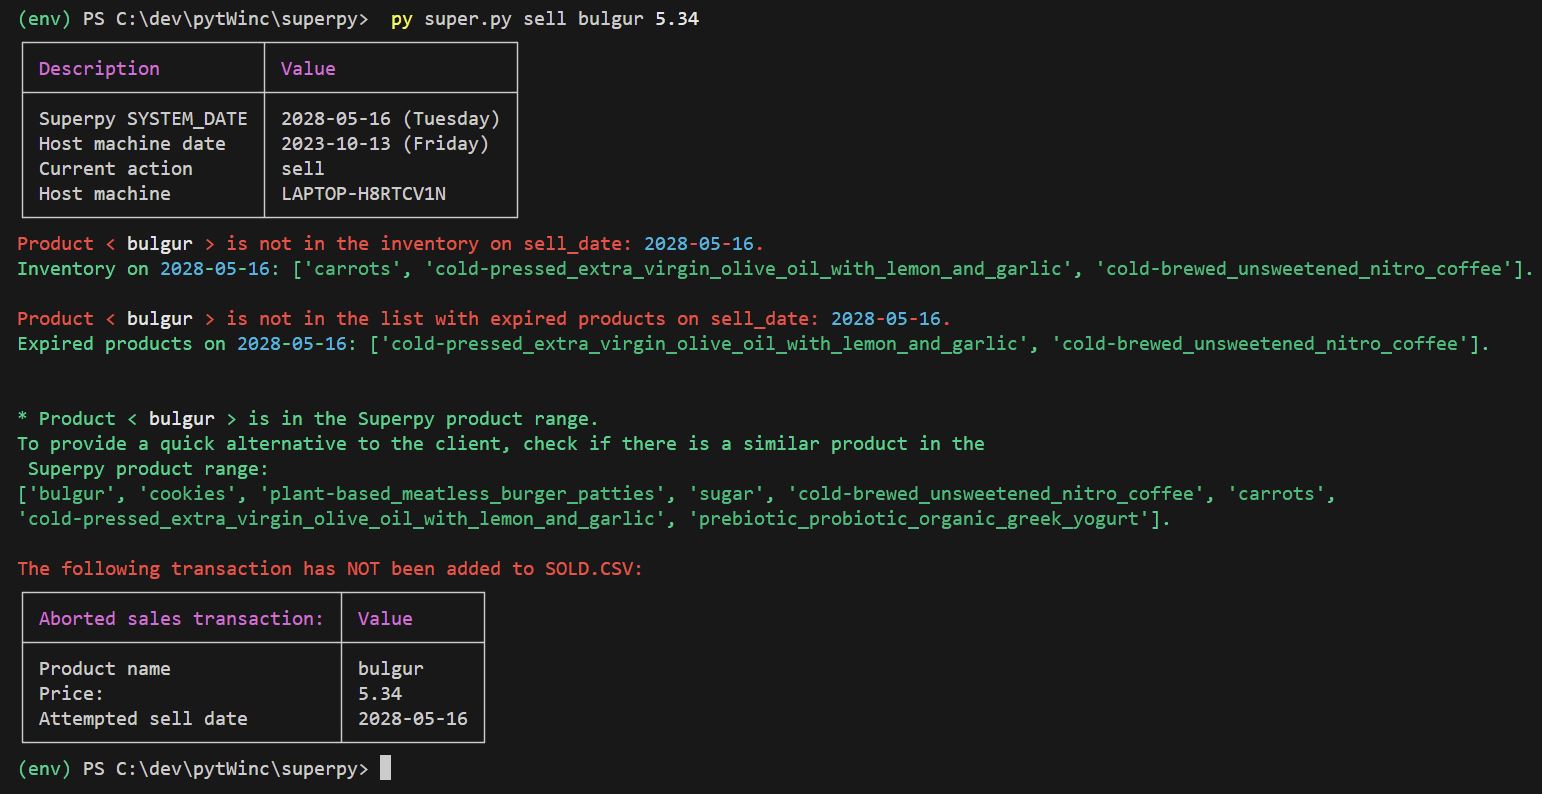 (env) PS C:\dev\pytWinc\superpy>  py super.py sell bulgur 5.34
Description Value
Superpy SYSTEM_DATE 2028-05-16 (Tuesday)
Host machine date 2023-10-13 (Friday)
Current action sell
Host machine LAPTOP-H8RTCV1N
Product < bulgur > is not in the inventory on sell_date: 2028-05-16.
Inventory on 2028-05-16: ['carrots', 'cold-pressed_extra_virgin_olive_oil_with_lemon_and_garlic', 'cold-brewed_unsweetened_nitro_coffee'].
Product < bulgur > is not in the list with expired products on sell_date: 2028-05-16.
Expired products on 2028-05-16: ['cold-pressed_extra_virgin_olive_oil_with_lemon_and_garlic', 'cold-brewed_unsweetened_nitro_coffee'].
* Product < bulgur > is in the Superpy product range.
To provide a quick alternative to the client, check if there is a similar product in the
Superpy product range:
['bulgur', 'cookies', 'plant-based_meatless_burger_patties', 'sugar', 'cold-brewed_unsweetened_nitro_coffee', 'carrots',
'cold-pressed_extra_virgin_olive_oil_with_lemon_and_garlic', 'prebiotic_probiotic_organic_greek_yogurt'].
The following transaction has NOT been added to SOLD.CSV:
Aborted sales transaction: Value
Product name bulgur
Price: 5.34
Attempted sell date 2028-05-16
(env) PS C:\dev\pytWinc\superpy>